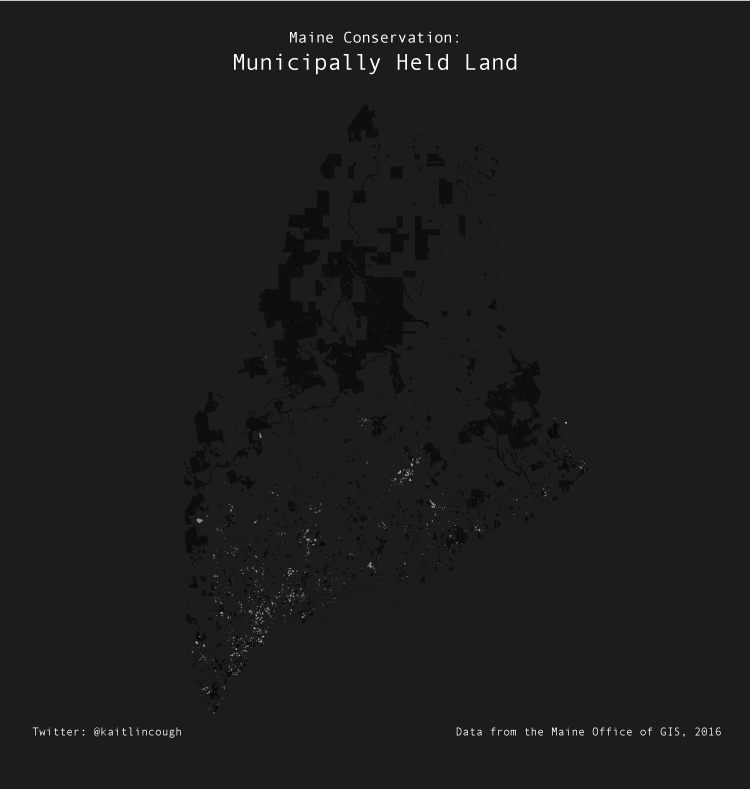 Maine Conservation:
Municipally Held Land
Twitter: @kaitlincough
Data from the Maine Office of GIS, 2016